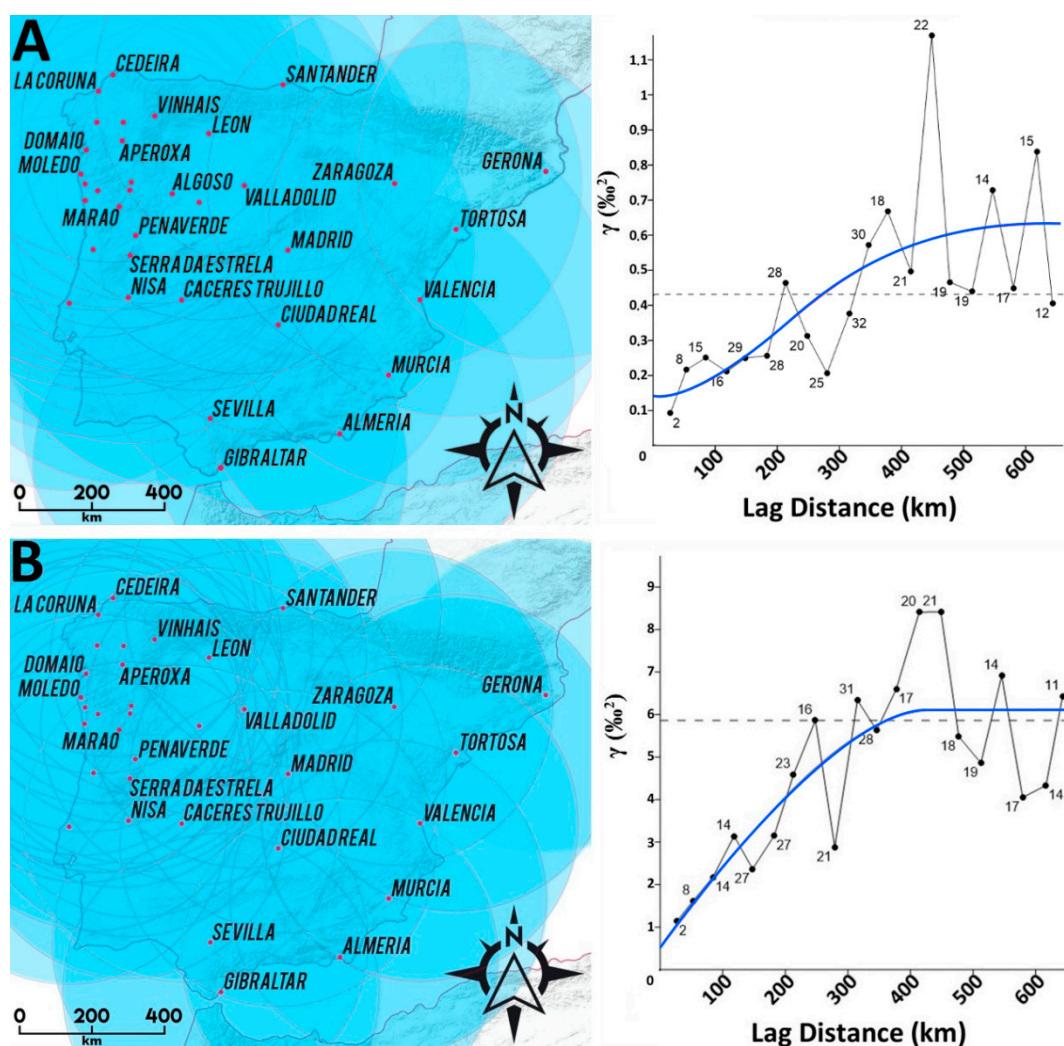 A
CEDEIRA
LA CORUNA
SANTANDER
VINHAIS
LEON
DOMAIO
MOLEDO
APEROXA
ALGOSO
VALLADOLID
ZARAGOZA
GERONA
MARAO
PENAVERDE
MADRID
TORTOSA
SERRA DA ESTRELA
NISA
CACERES TRUJILLO
VALENCIA
CIUDAD REAL
MURCIA
SEVILLA
ALMERIA
GIBRALTAR
N
0 200 400
km
γ (‰²)
1,1
1
0.9
0.8
0.7
0.6
0.5
0.4
0,3
0.2
0.1
0
2
8
15
16
29
28
28
20
25
32
30
18
21
22
19
19
14
17
15
12
100 200 300 400 500 600
Lag Distance (km)
B
CEDEIRA
LA CORUNA
SANTANDER
VINHAIS
LEON
DOMAIO
MOLEDO
APEROXA
VALLADOLID
ZARAGOZA
GERONA
MARAO
PENAVERDE
MADRID
TORTOSA
SERRA DA ESTRELA
NISA
CACERES TRUJILLO
VALENCIA
CIUDAD REAL
MURCIA
SEVILLA
ALMERIA
GIBRALTAR
N
0 200 400
km
γ (‰²)
9
8
7
6
5
4
3
2
1
0
2
8
14
14
27
27
23
16
21
31
28
17
20
21
18
19
14
17
14
11
100 200 300 400 500 600
Lag Distance (km)